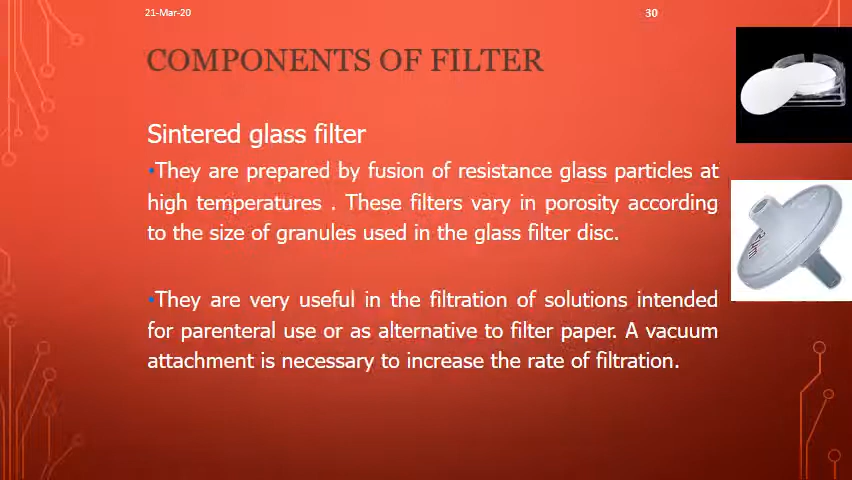 21-Mar-20
30
COMPONENTS OF FILTER
Sintered glass filter
•They are prepared by fusion of resistance glass particles at
high temperatures . These filters vary in porosity according
to the size of granules used in the glass filter disc.
•They are very useful in the filtration of solutions intended
for parenteral use or as alternative to filter paper. A vacuum
attachment is necessary to increase the rate of filtration.